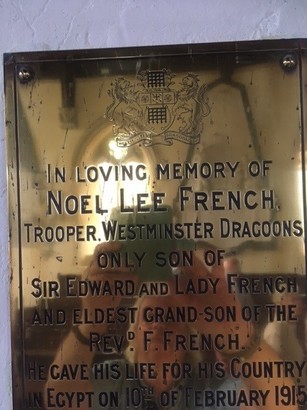 IN LOVING MEMORY OF
NOEL LEE FRENCH.
TROOPER. WESTMINSTER DRAGOONS
ONLY SON OF
SIR EDWARD AND LADY FRENCH
AND ELDEST GRAND-SON OF THE
REVD. F. FRENCH.
HE GAVE HIS LIFE FOR HIS COUNTRY
IN EGYPT ON 10TH OF FEBRUARY 1915